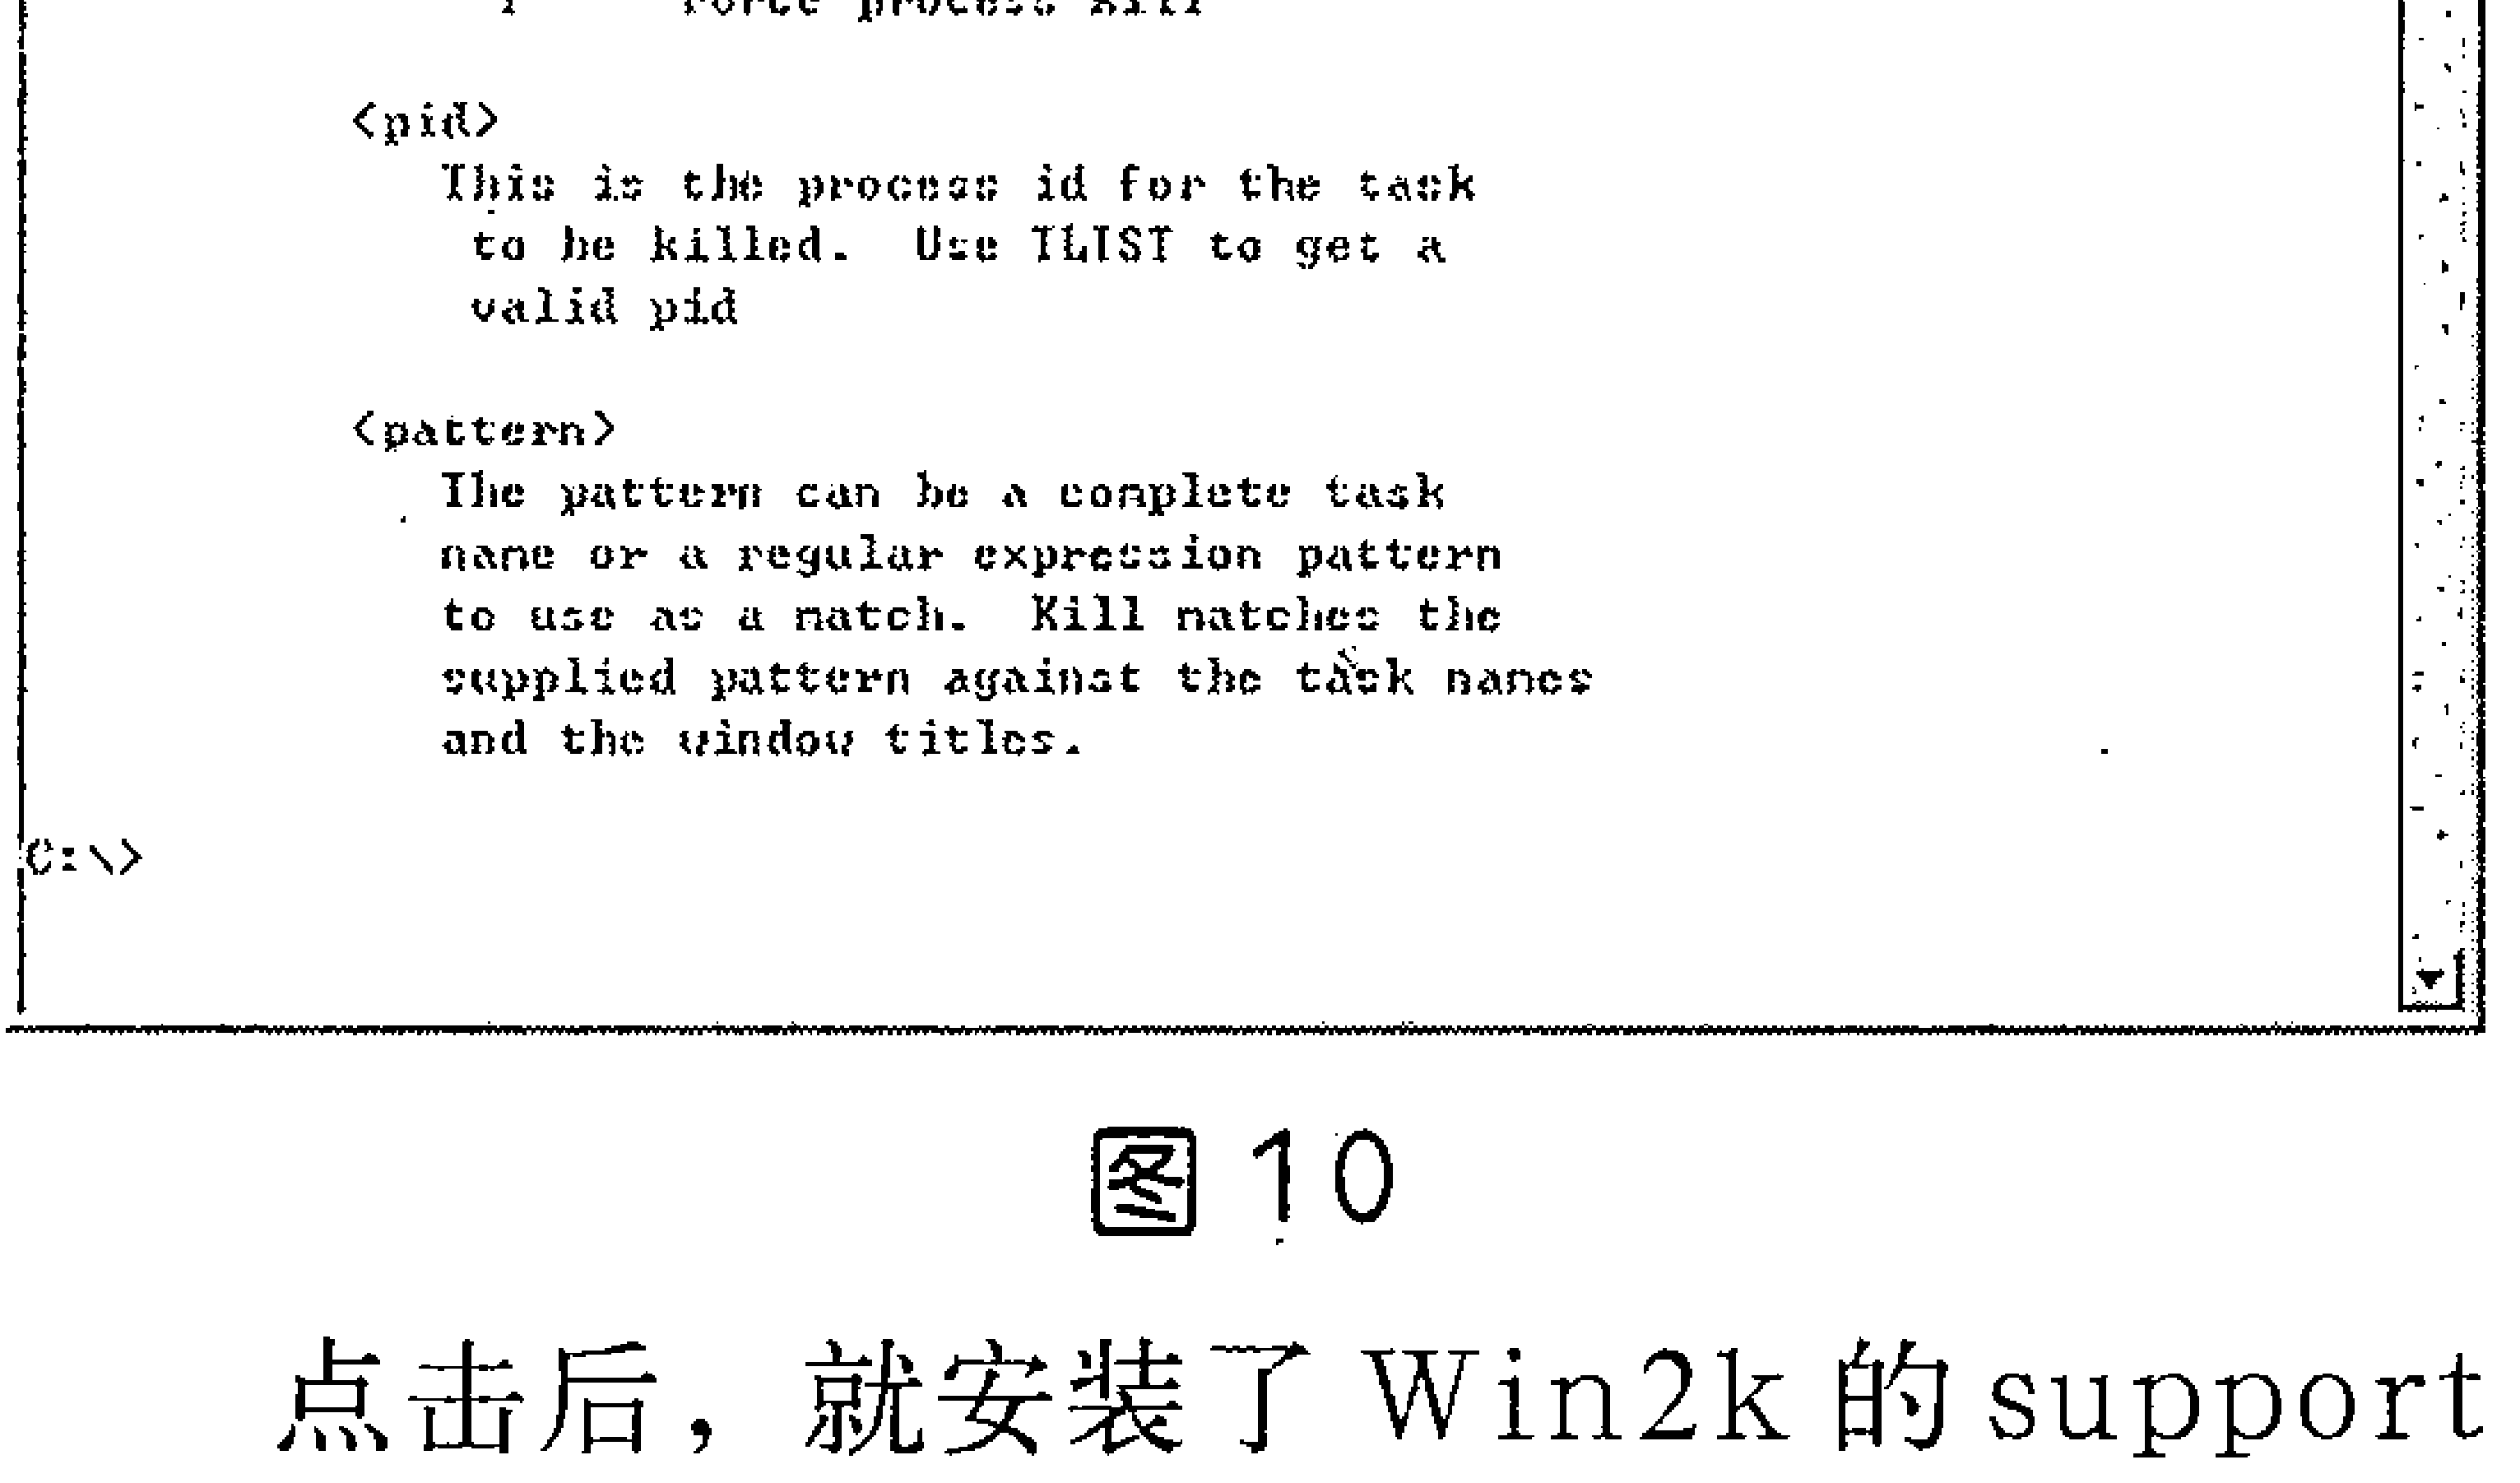 Force process kill
<pid>
This is the process id for the task
to be killed.  Use TLIST to get a
valid pid
<pattern>
The pattern can be a complete task
name or a regular expression pattern
to use as a match.  Kill matches the
supplied pattern against the task names
and the window titles.
C:\>
图 10
点击后，就安装了 Win2k 的 support